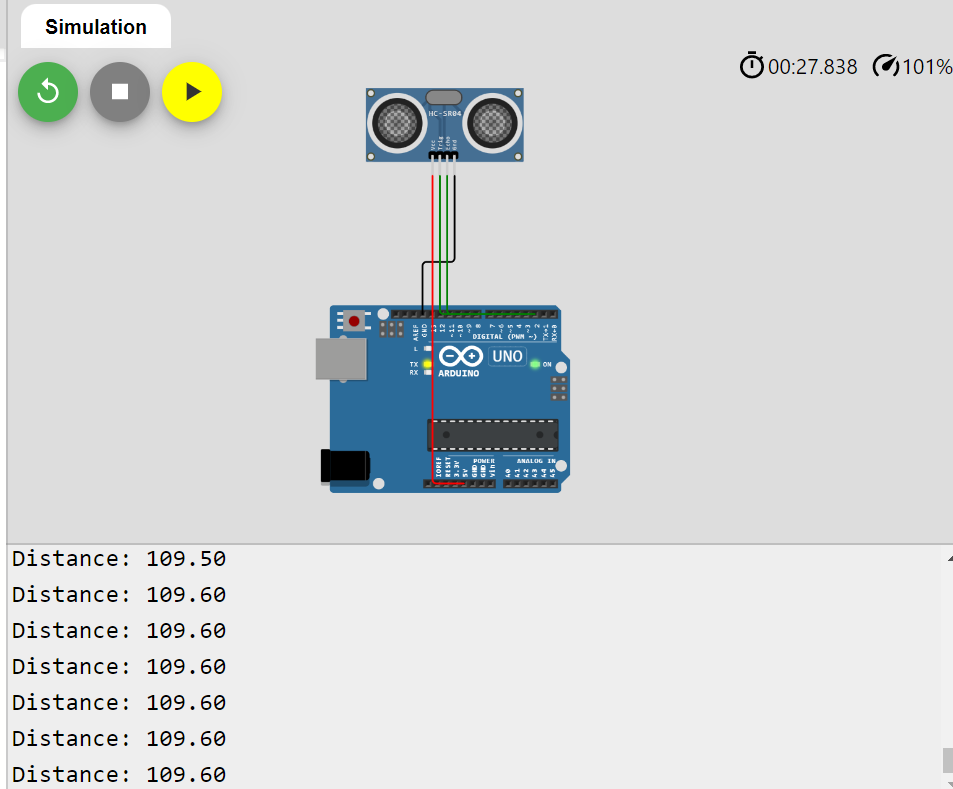 Simulation
00:27.838
101%
HC-SR04
Vcc
Trig
Echo
Gnd
AREF
GND
13
12
~11
~10
~9
8
7
~6
~5
4
~3
2
TX→1
RX←0
DIGITAL (PWM ~)
L
TX
RX
UNO
ON
ARDUINO
IOREF
RESET
3.3V
5V
GND
GND
Vin
POWER
ANALOG IN
A0
A1
A2
A3
A4
A5
Distance: 109.50
Distance: 109.60
Distance: 109.60
Distance: 109.60
Distance: 109.60
Distance: 109.60
Distance: 109.60